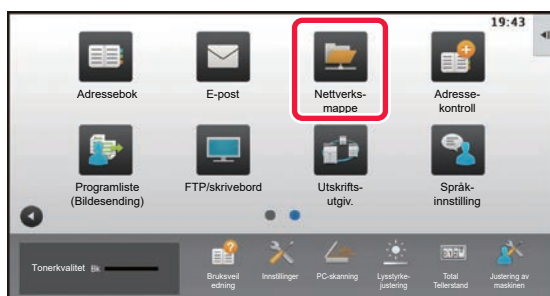 19:43
Adressebok
E-post
Nettverks-
mappe
Adresse-
kontroll
Programliste
(Bildesending)
FTP/skrivebord
Utskrifts-
utgiv.
Språk-
innstilling
Tonerkvalitet Bk
Bruksveil
edning
Innstillinger
PC-skanning
Lysstyrke-
justering
Total
Tellerstand
Justering av
maskinen